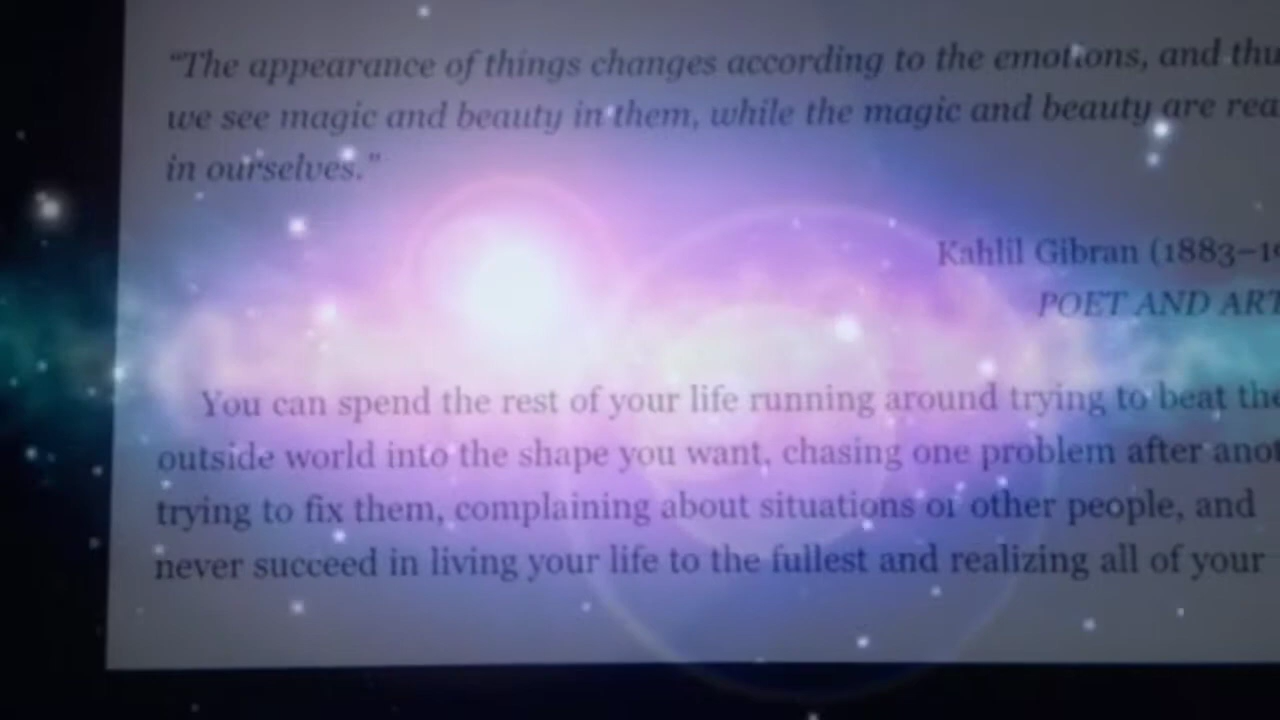 “The appearance of things changes according to the emotions, and thu
we see magic and beauty in them, while the magic and beauty are rea
in ourselves.”
Kahlil Gibran (1883–19
POET AND ART
You can spend the rest of your life running around trying to beat the
outside world into the shape you want, chasing one problem after anot
trying to fix them, complaining about situations or other people, and
never succeed in living your life to the fullest and realizing all of your